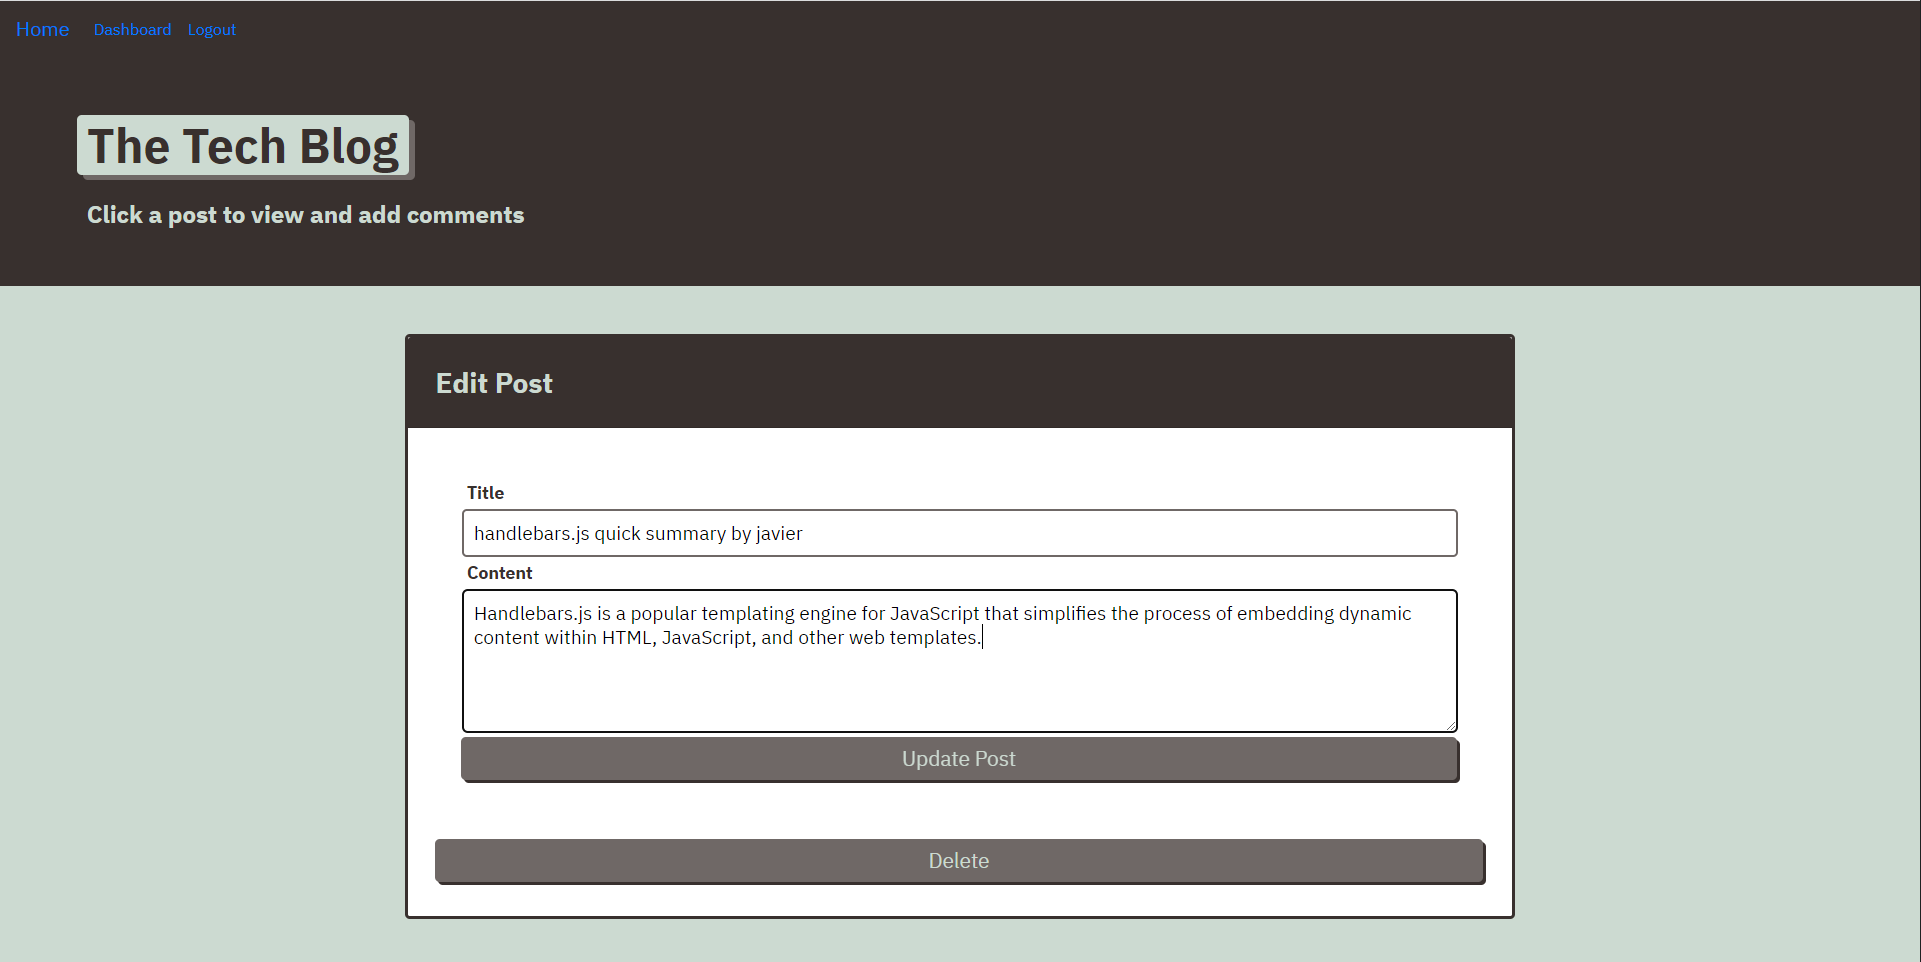 Home Dashboard Logout
The Tech Blog
Click a post to view and add comments
Edit Post
Title
handlebars.js quick summary by javier
Content
Handlebars.js is a popular templating engine for JavaScript that simplifies the process of embedding dynamic
content within HTML, JavaScript, and other web templates.
Update Post
Delete